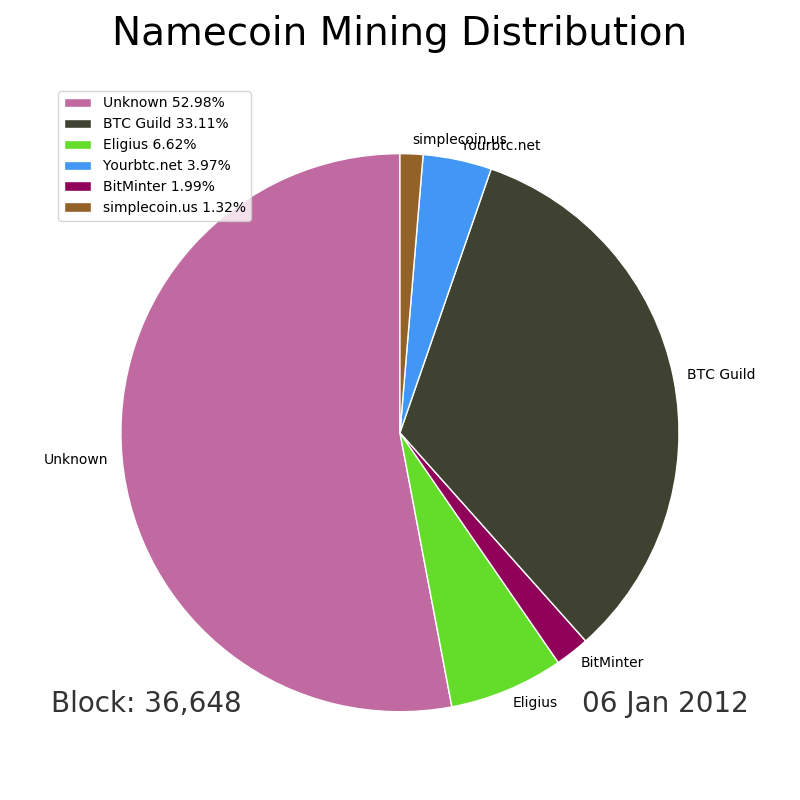 Namecoin Mining Distribution
Unknown 52.98%
BTC Guild 33.11%
Eligius 6.62%
Yourbtc.net 3.97%
BitMinter 1.99%
simplecoin.us 1.32%
simplecoin.us
Yourbtc.net
BTC Guild
Unknown
BitMinter
Eligius
Block: 36,648
06 Jan 2012